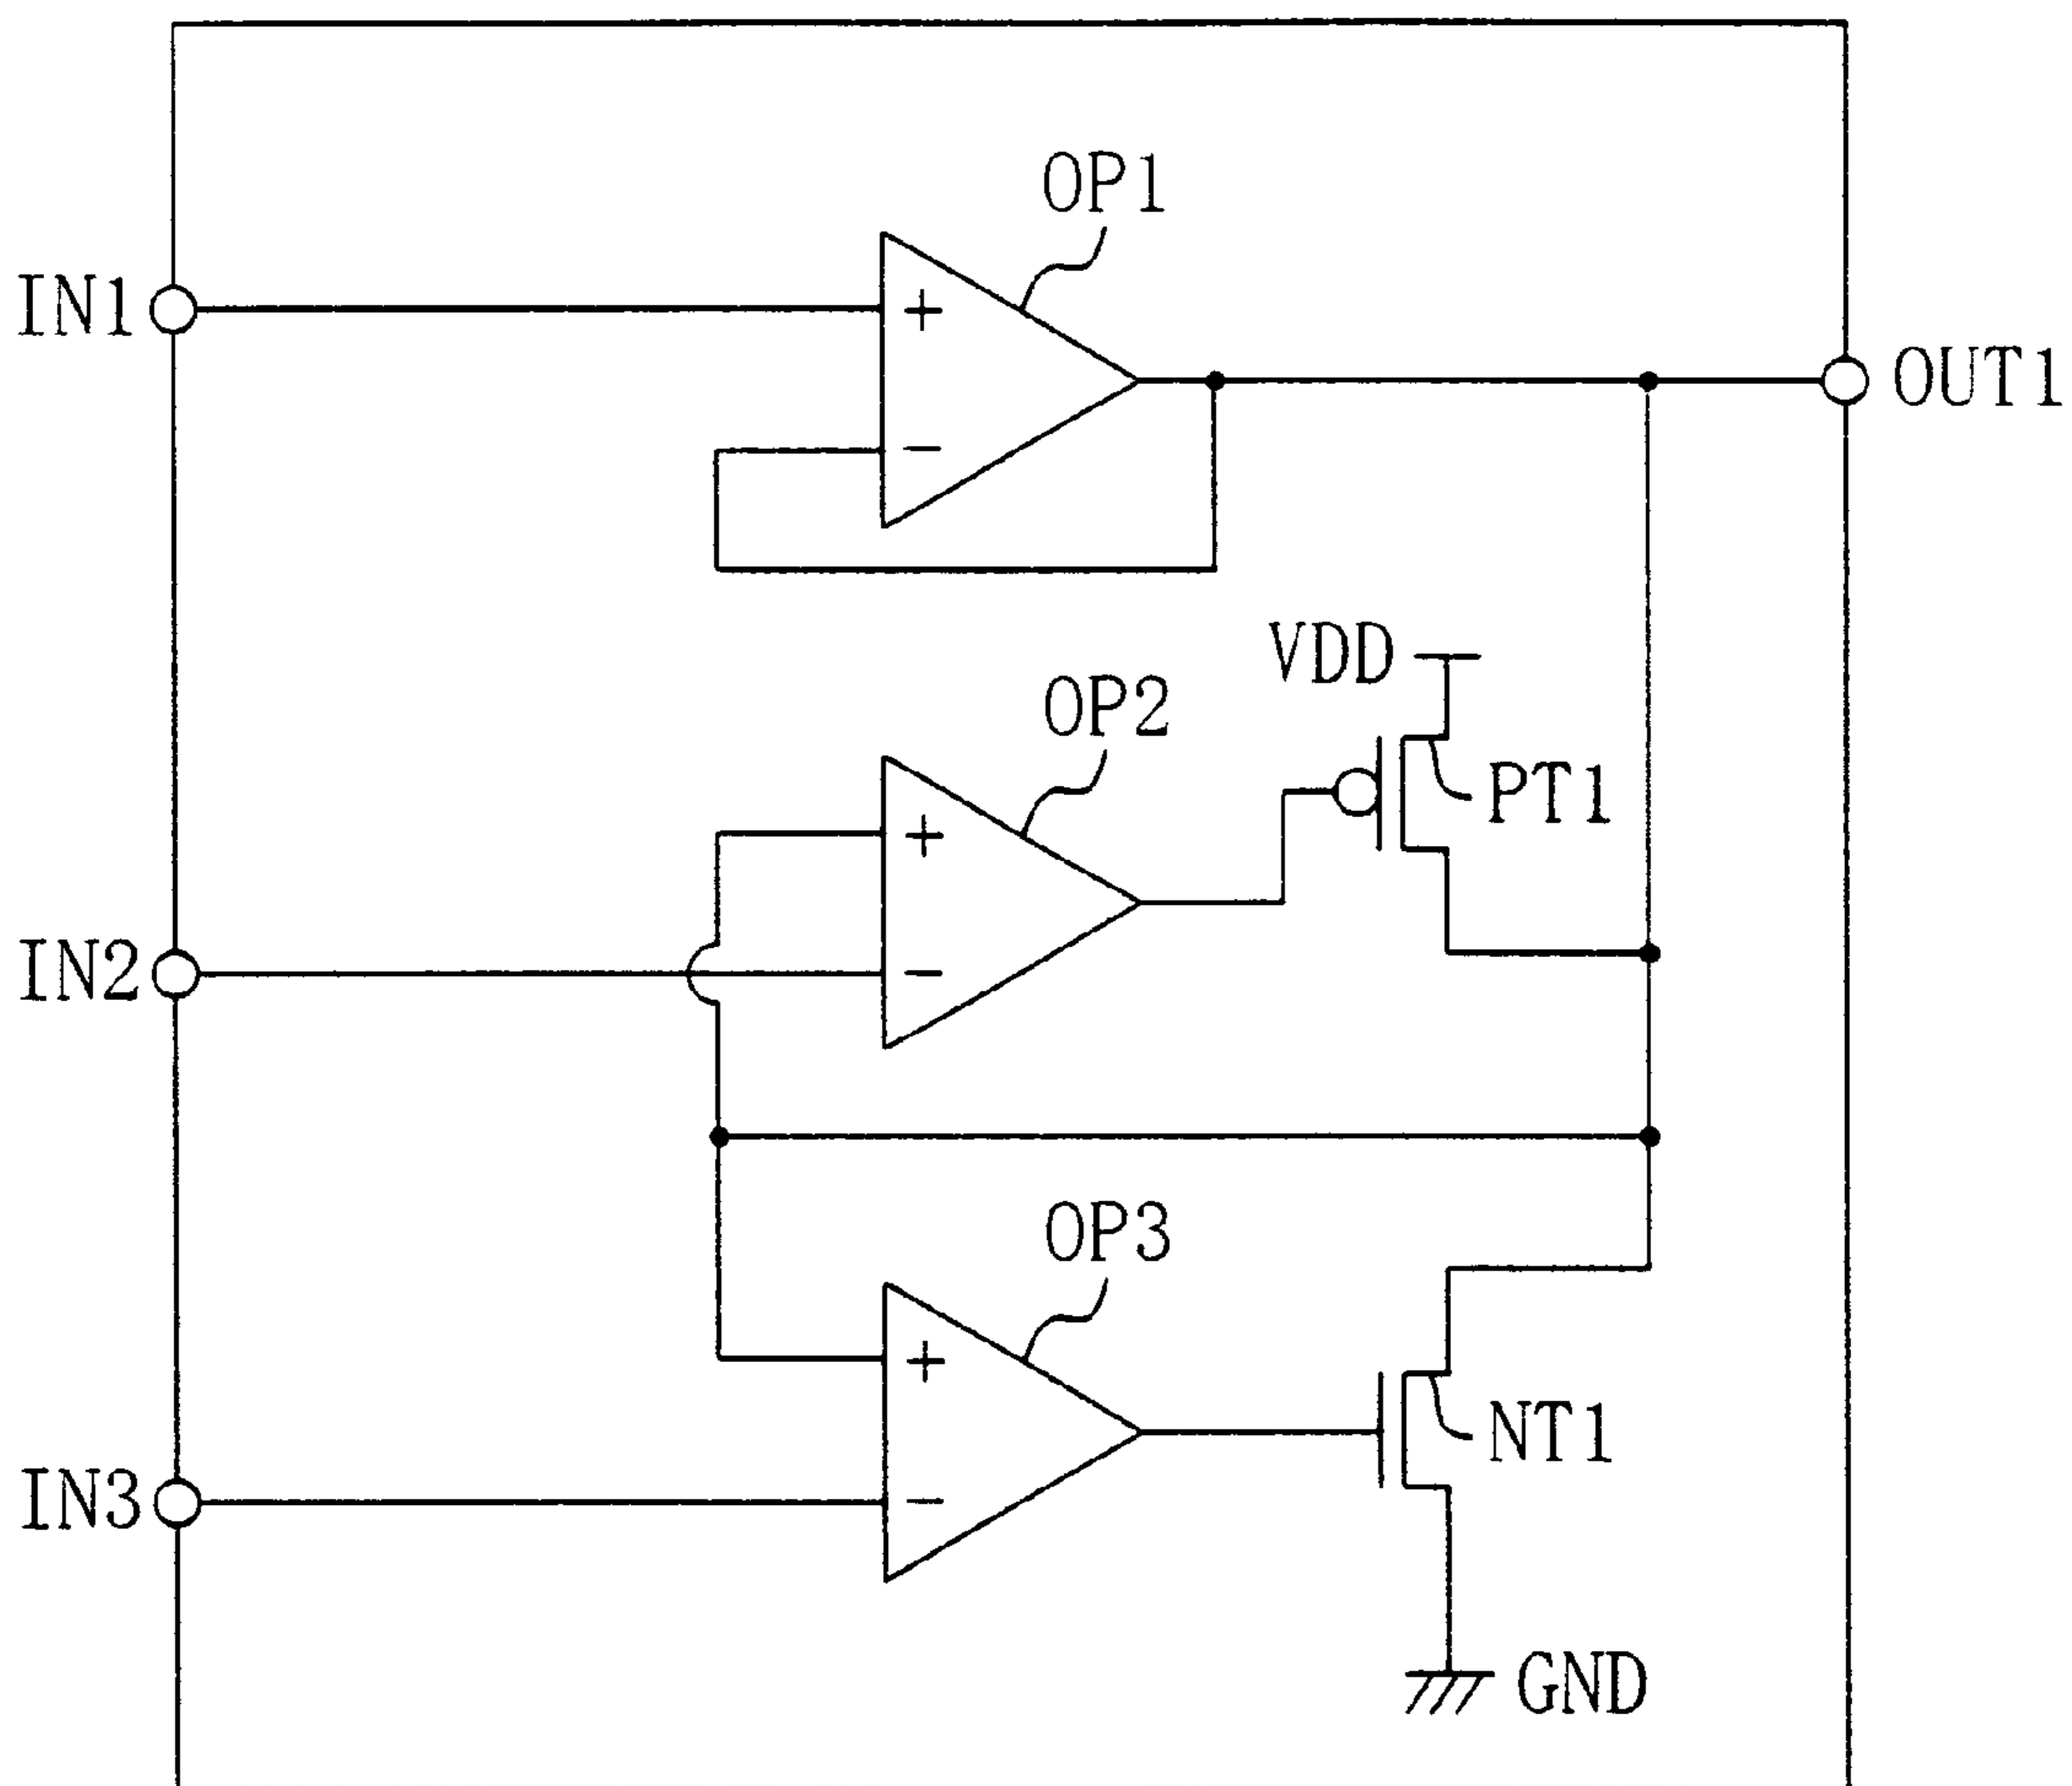 OP1
+
IN1
OUT1
−
VDD
OP2
PT1
+
IN2
−
OP3
+
NT1
IN3
−
GND